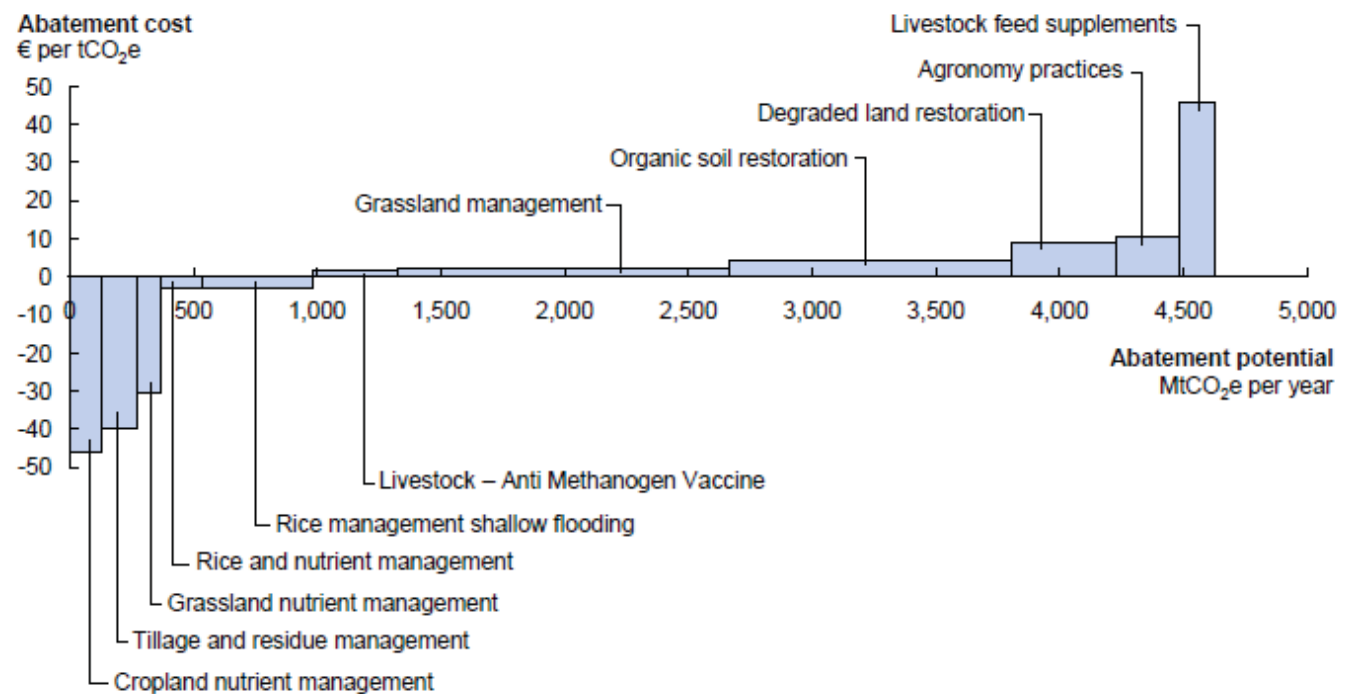 Abatement cost
€ per tCO₂e
Livestock feed supplements
Agronomy practices
Degraded land restoration
Organic soil restoration
Grassland management
50
40
30
20
10
0
-10
-20
-30
-40
-50
0 500 1,000 1,500 2,000 2,500 3,000 3,500 4,000 4,500 5,000
Abatement potential
MtCO₂e per year
Livestock – Anti Methanogen Vaccine
Rice management shallow flooding
Rice and nutrient management
Grassland nutrient management
Tillage and residue management
Cropland nutrient management